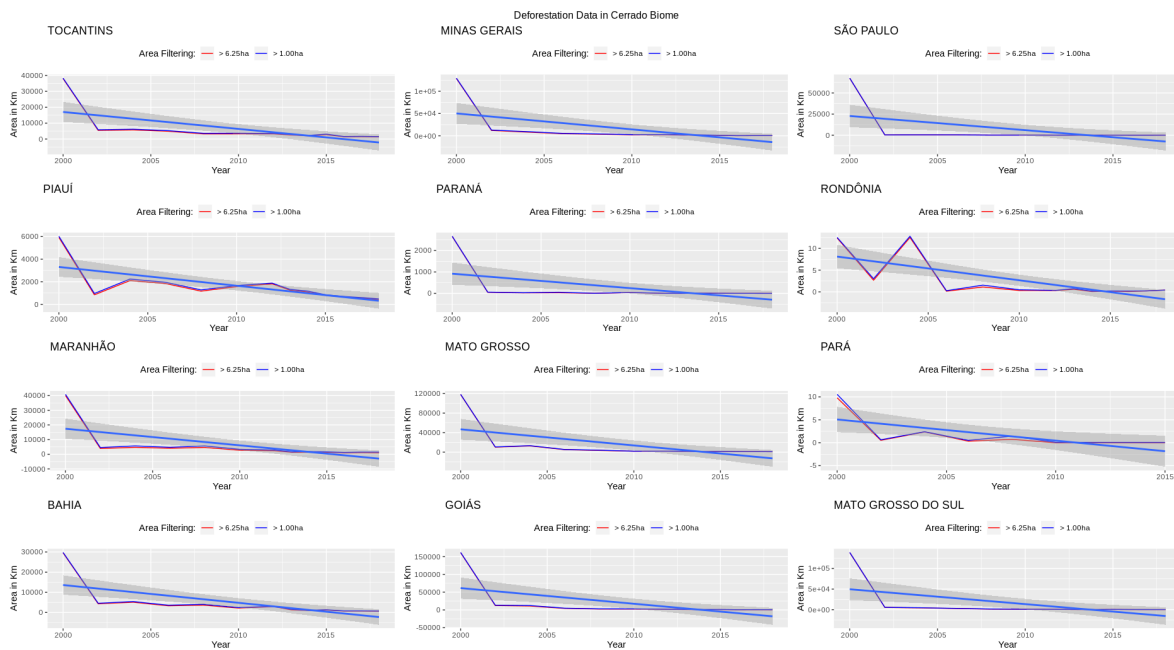 Deforestation Data in Cerrado Biome
TOCANTINS
Area Filtering: > 6.25ha > 1.00ha
Area in Km
40000
30000
20000
10000
0
2000 2005 2010 2015
Year
MINAS GERAIS
Area Filtering: > 6.25ha > 1.00ha
Area in Km
1e+05
5e+04
0e+00
2000 2005 2010 2015
Year
SÃO PAULO
Area Filtering: > 6.25ha > 1.00ha
Area in Km
50000
25000
0
2000 2005 2010 2015
Year
PIAUÍ
Area Filtering: > 6.25ha > 1.00ha
Area in Km
6000
4000
2000
0
2000 2005 2010 2015
Year
PARANÁ
Area Filtering: > 6.25ha > 1.00ha
Area in Km
2000
1000
0
2000 2005 2010 2015
Year
RONDÔNIA
Area Filtering: > 6.25ha > 1.00ha
Area in Km
10
5
0
2000 2005 2010 2015
Year
MARANHÃO
Area Filtering: > 6.25ha > 1.00ha
Area in Km
40000
30000
20000
10000
0
-10000
2000 2005 2010 2015
Year
MATO GROSSO
Area Filtering: > 6.25ha > 1.00ha
Area in Km
120000
80000
40000
0
2000 2005 2010 2015
Year
PARÁ
Area Filtering: > 6.25ha > 1.00ha
Area in Km
10
5
0
-5
2000 2005 2010 2015
Year
BAHIA
Area Filtering: > 6.25ha > 1.00ha
Area in Km
30000
20000
10000
0
2000 2005 2010 2015
Year
GOIÁS
Area Filtering: > 6.25ha > 1.00ha
Area in Km
150000
100000
50000
0
-50000
2000 2005 2010 2015
Year
MATO GROSSO DO SUL
Area Filtering: > 6.25ha > 1.00ha
Area in Km
1e+05
5e+04
0e+00
2000 2005 2010 2015
Year